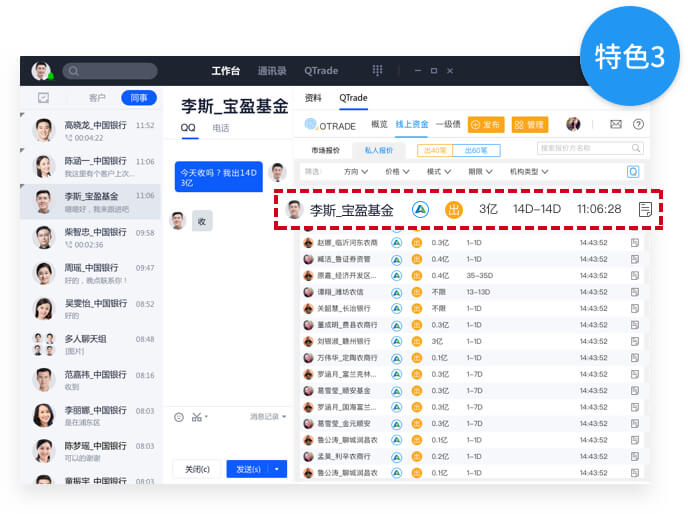 特色3
工作台 通讯录 QTrade
客户 同事
高晓龙_中国银行 11:52
00:04:22
陈涵一_中国银行 11:06
我这里有个客户上次...
李斯_宝盈基金 11:06
嗯嗯好，我来跟进吧
柴智忠_中国银行 09:58
00:02:36
周瑶_中国银行 09:47
好的，我点联系你！
吴雯怡_中国银行 08:52
好的
多人聊天组 08:48
[图片]
范嘉祎_中国银行 08:16
收到
李丽娜_中国银行 08:03
是在浦东区
陈梦瑶_中国银行 08:03
可以的谢谢
童振宇_中国银行 08:03
李斯_宝盈基金
QQ 电话
今天收吗？我出14D
3亿
收
消息记录
关闭(c) 发送(s)
资料 QTrade
QTRADE 概览 线上资金 一级债 发布 管理
市场报价 私人报价 出40笔 出60笔 搜索报价方名称
筛选: 方向 价格 模式 期限 机构类型
李斯_宝盈基金 出 3亿 14D–14D 11:06:28
赵娜_临沂河东农商 出 0.3亿 1–1D 14:43:52
臧洁_鲁证券资管 出 0.4亿 1–1D 14:43:52
原嘉_经济开发区... 出 0.4亿 35–35D 14:43:52
谭翔_潍坊农信 出 不限 13–13D 14:43:52
关韶慧_长治银行 出 不限 1–1D 14:43:52
董成明_费县农商行 出 0.3亿 1–1D 14:43:52
刘银淑_赣州银行 出 3亿 1–1D 14:43:52
万伟华_定陶农商行 出 0.1亿 1–1D 14:43:52
罗涵月_富兰克林... 出 0.3亿 1–7D 14:43:52
葛雪莹_顺安基金 出 0.3亿 1–7D 14:43:52
罗涵月_国海富兰... 出 0.3亿 1–7D 14:43:52
葛雪莹_金元顺安 出 0.3亿 1–7D 14:43:52
鲁公涛_聊城润昌农 出 0.1亿 1–1D 14:43:52
孟昊_利辛农商行 出 0.2亿 1–1D 14:43:52
鲁公涛_聊城润昌农 出 0.1亿 1–1D 14:43:52